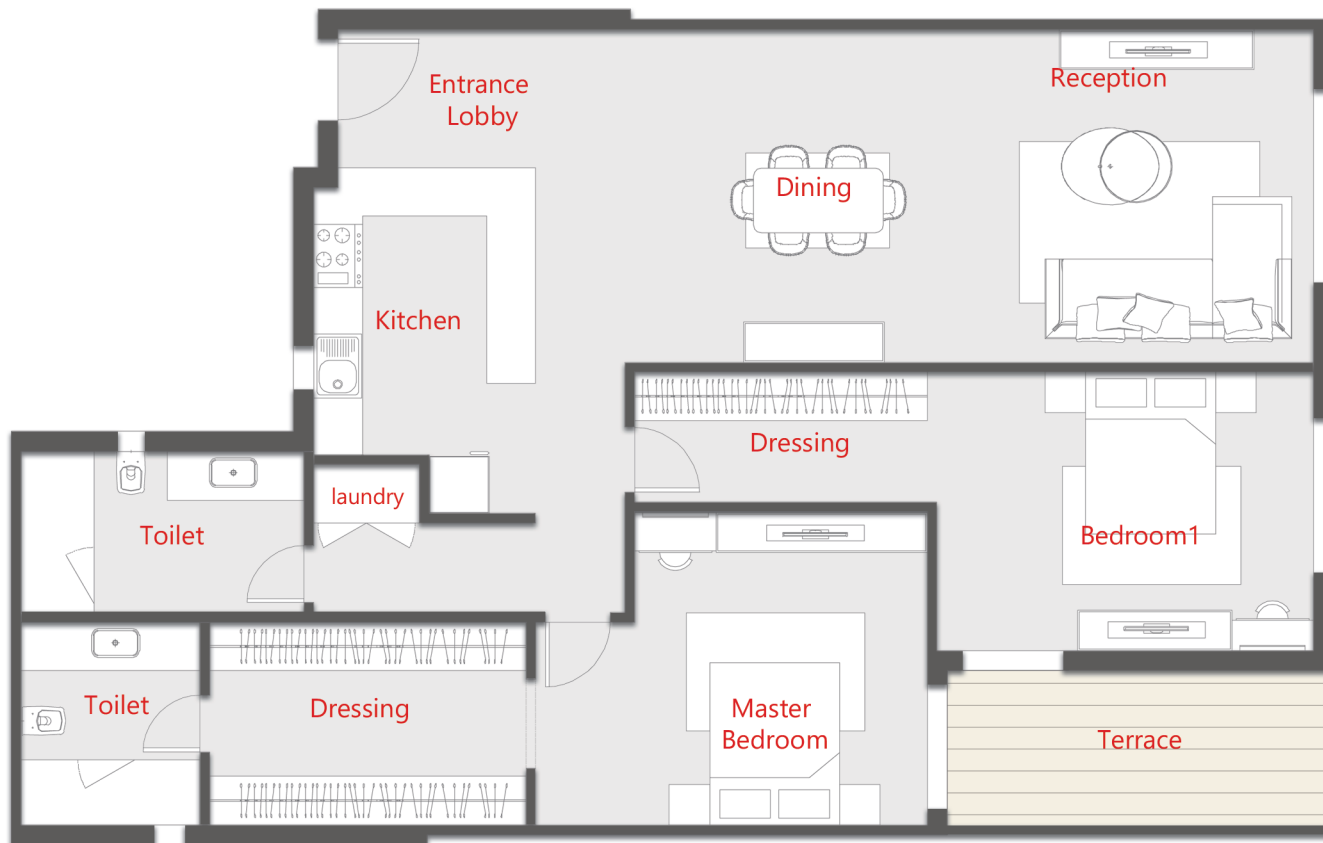 Entrance
Lobby
Reception
Dining
Kitchen
Dressing
laundry
Toilet
Bedroom1
Toilet
Dressing
Master
Bedroom
Terrace